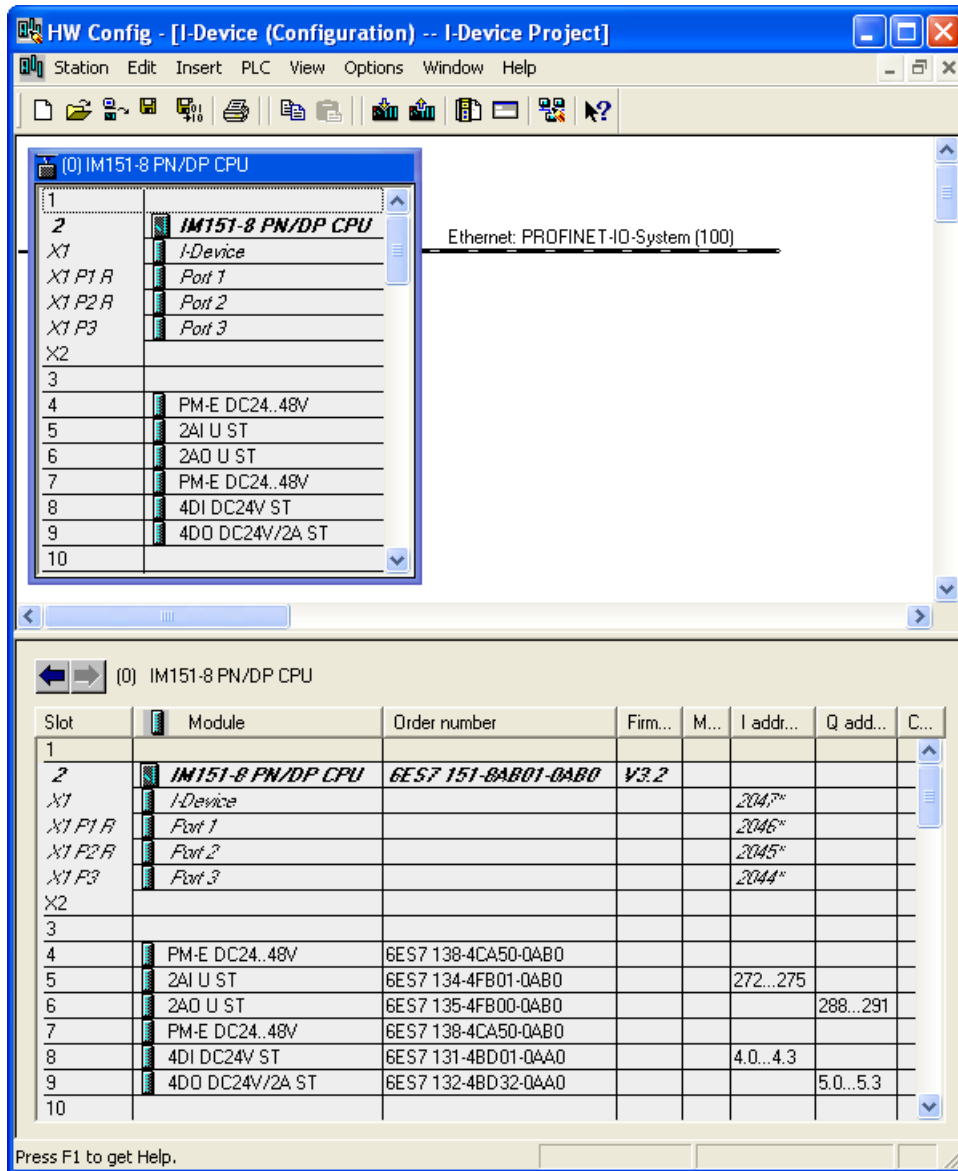 HW Config - [I-Device (Configuration) -- I-Device Project]
Station Edit Insert PLC View Options Window Help
(0) IM151-8 PN/DP CPU
1
2 IM151-8 PN/DP CPU
X1 I-Device
X1 P1 R Port 1
X1 P2 R Port 2
X1 P3 Port 3
X2
3
4 PM-E DC24..48V
5 2AI U ST
6 2AO U ST
7 PM-E DC24..48V
8 4DI DC24V ST
9 4DO DC24V/2A ST
10
Ethernet: PROFINET-IO-System (100)
(0) IM151-8 PN/DP CPU
Slot Module Order number Firm... M... I addr... Q add... C...
1
2 IM151-8 PN/DP CPU 6ES7 151-8AB01-0AB0 V3.2
X1 I-Device 2047*
X1 P1 R Port 1 2046*
X1 P2 R Port 2 2045*
X1 P3 Port 3 2044*
X2
3
4 PM-E DC24..48V 6ES7 138-4CA50-0AB0
5 2AI U ST 6ES7 134-4FB01-0AB0 272...275
6 2AO U ST 6ES7 135-4FB00-0AB0 288...291
7 PM-E DC24..48V 6ES7 138-4CA50-0AB0
8 4DI DC24V ST 6ES7 131-4BD01-0AA0 4.0...4.3
9 4DO DC24V/2A ST 6ES7 132-4BD32-0AA0 5.0...5.3
10
Press F1 to get Help.